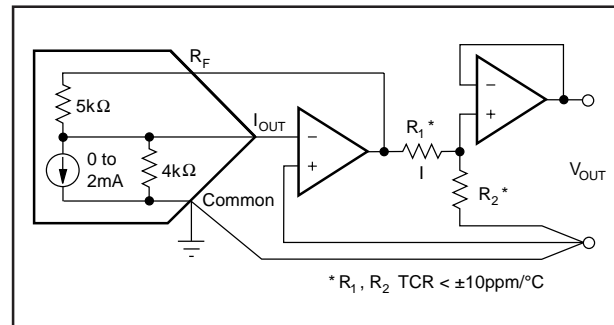 R_F
5kΩ
I_OUT
−
+
R_1*
I
−
+
0 to
2mA
4kΩ
Common
R_2*
V_OUT
*R_1, R_2 TCR < ±10ppm/°C